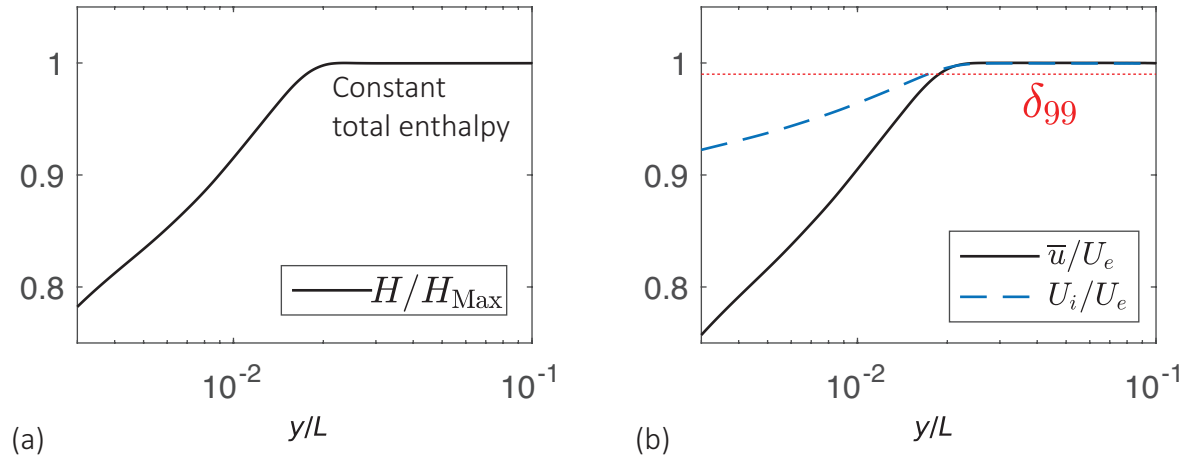 1
0.9
0.8
Constant
total enthalpy
H/H_Max
10^-2
10^-1
y/L
(a)
1
0.9
0.8
δ_99
u̅/U_e
U_i/U_e
10^-2
10^-1
y/L
(b)